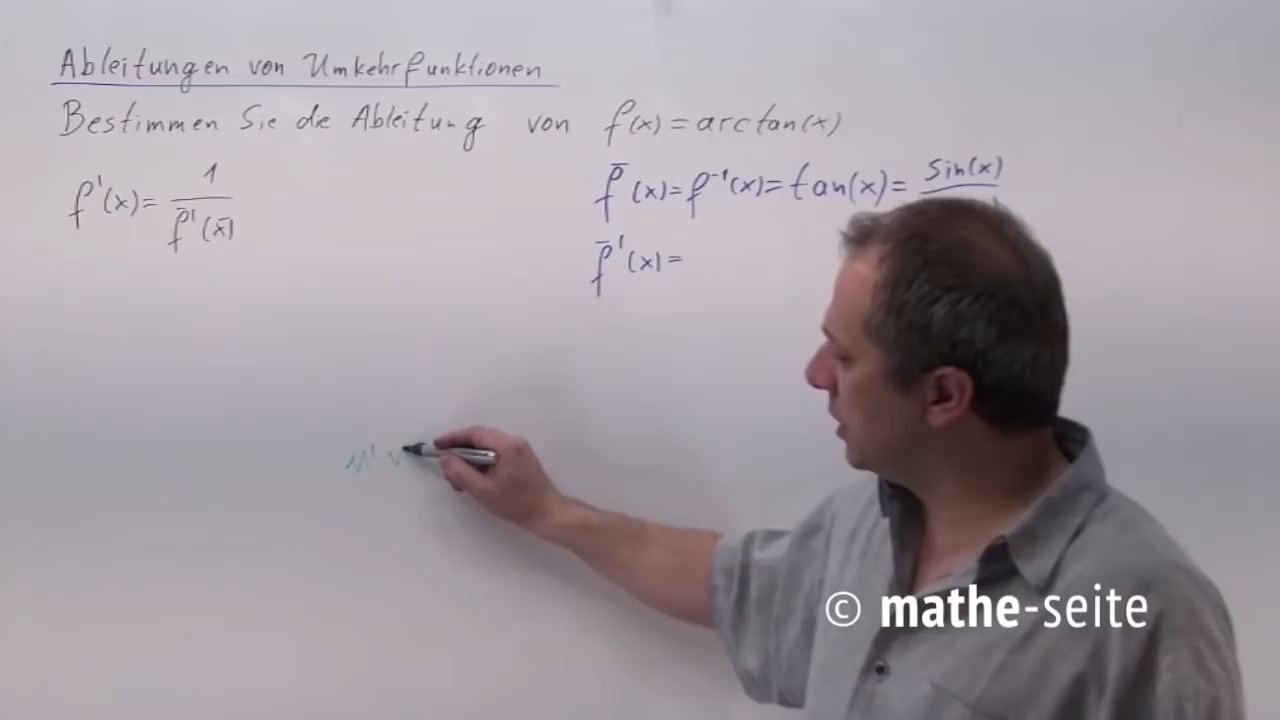 Ableitungen von Umkehrfunktionen
Bestimmen Sie die Ableitung von f(x) = arctan(x)
f'(x) = 1 / f̄'(x̄)
f̄(x) = f⁻¹(x) = tan(x) = sin(x)
f̄'(x) =
u' v
© mathe-seite